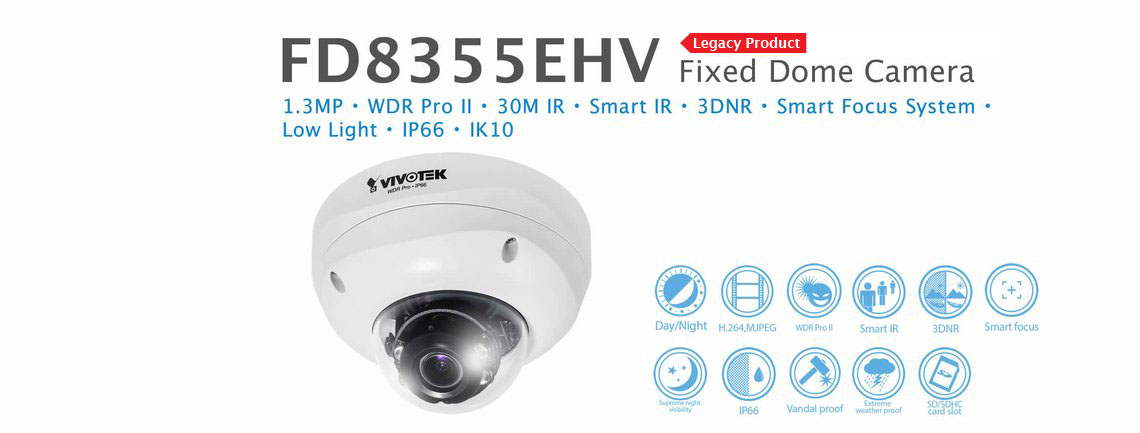 FD8355EHV
Legacy Product
Fixed Dome Camera
1.3MP • WDR Pro II • 30M IR • Smart IR • 3DNR • Smart Focus System •
Low Light • IP66 • IK10
VIVOTEK
WDR Pro • IP66
Day/Night
H.264,MJPEG
WDR Pro II
Smart IR
3DNR
Smart focus
Supreme night
visibility
IP66
Vandal proof
Extreme
weather proof
SD/SDHC
card slot